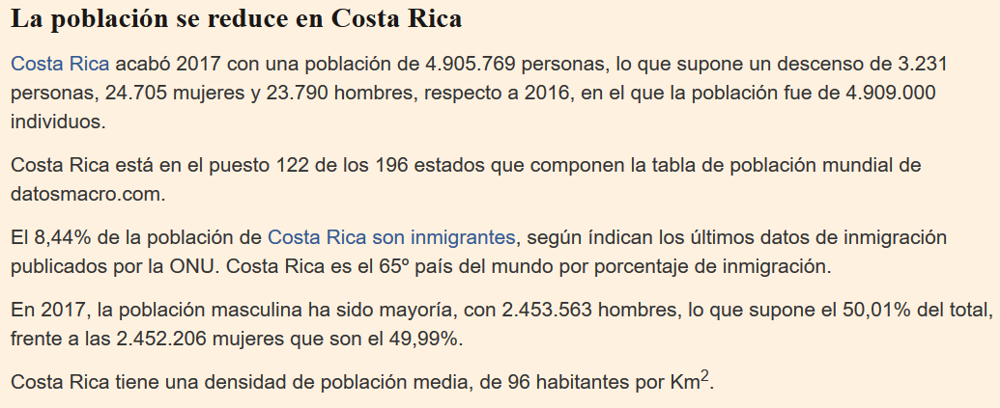 La población se reduce en Costa Rica
Costa Rica acabó 2017 con una población de 4.905.769 personas, lo que supone un descenso de 3.231
personas, 24.705 mujeres y 23.790 hombres, respecto a 2016, en el que la población fue de 4.909.000
individuos.
Costa Rica está en el puesto 122 de los 196 estados que componen la tabla de población mundial de
datosmacro.com.
El 8,44% de la población de Costa Rica son inmigrantes, según índican los últimos datos de inmigración
publicados por la ONU. Costa Rica es el 65º país del mundo por porcentaje de inmigración.
En 2017, la población masculina ha sido mayoría, con 2.453.563 hombres, lo que supone el 50,01% del total,
frente a las 2.452.206 mujeres que son el 49,99%.
Costa Rica tiene una densidad de población media, de 96 habitantes por Km².